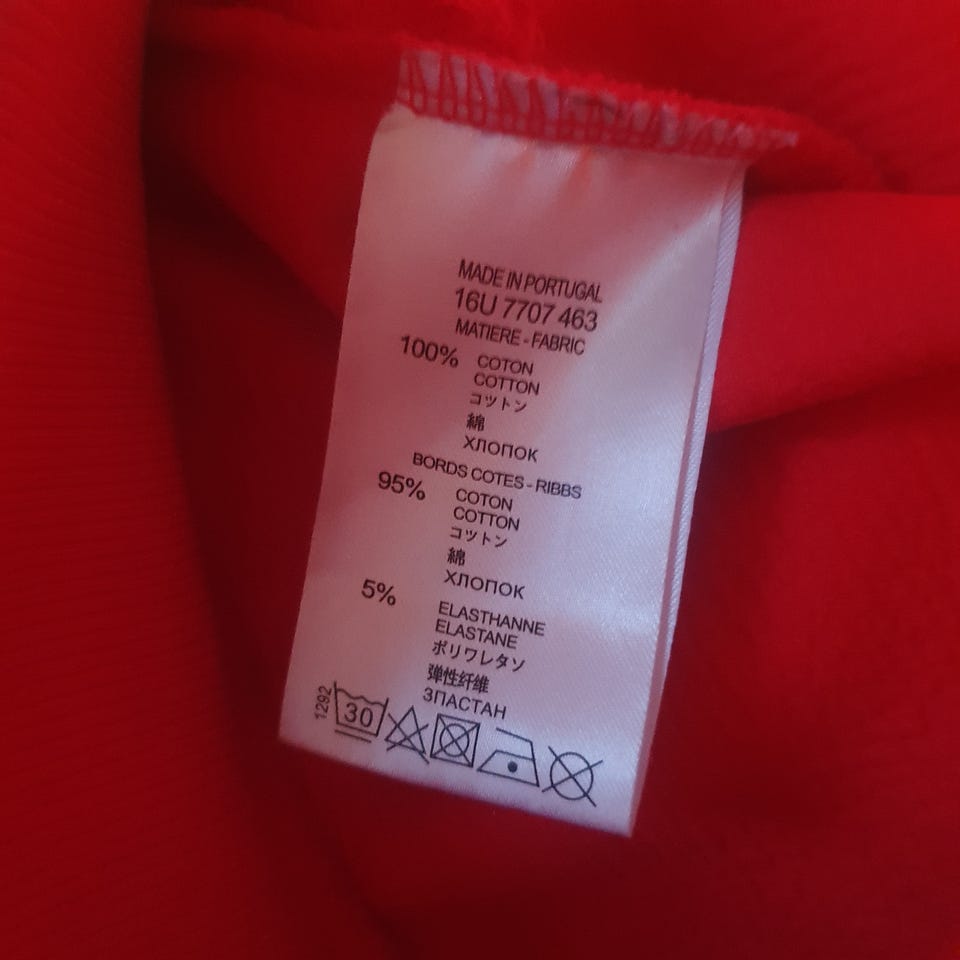 MADE IN PORTUGAL
16U 7707 463
MATIERE - FABRIC
100% COTON
COTTON
コットン
綿
ХЛОПОК
BORDS COTES - RIBBS
95% COTON
COTTON
コットン
綿
ХЛОПОК
5% ELASTHANNE
ELASTANE
ポリワレタソ
弹性纤维
ЗПАСТАН
1292
30